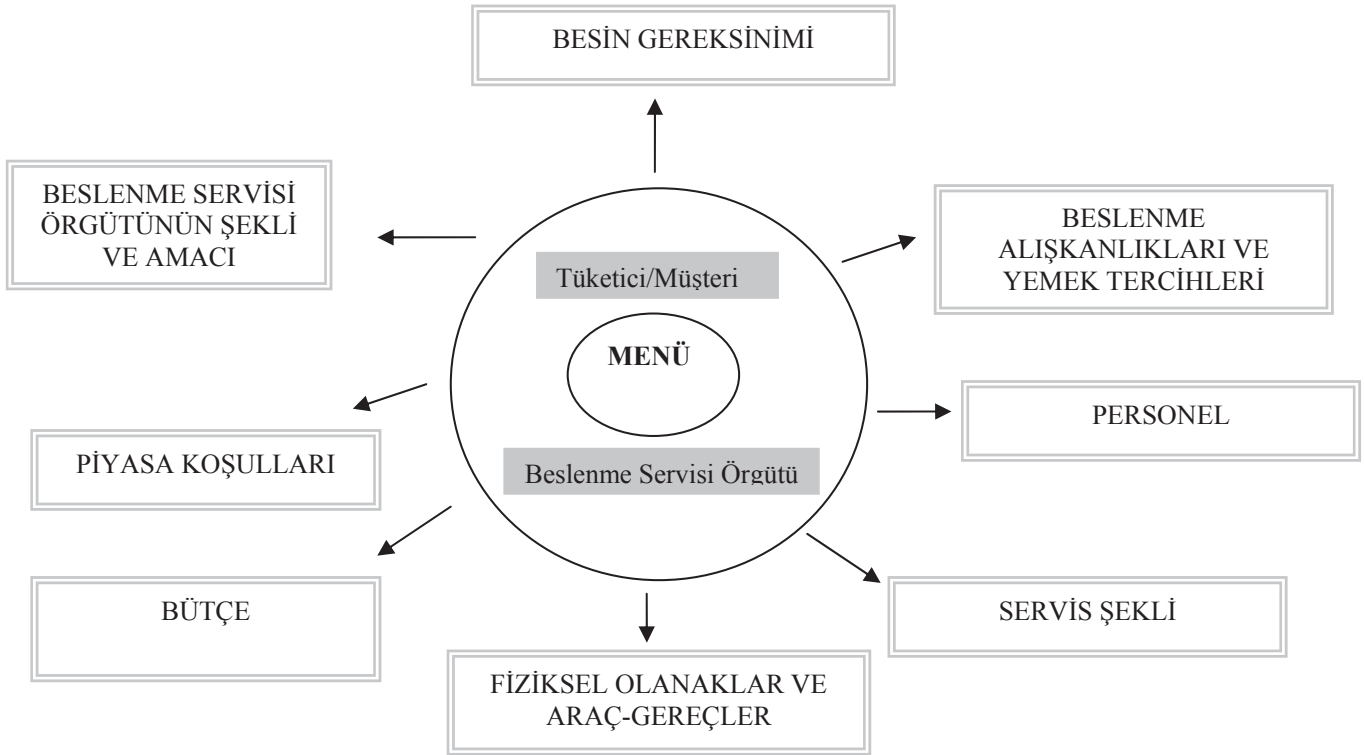 BESİN GEREKSİNİMİ
BESLENME SERVİSİ
ÖRGÜTÜNÜN ŞEKLİ
VE AMACI
BESLENME
ALIŞKANLIKLARI VE
YEMEK TERCİHLERİ
Tüketici/Müşteri
MENÜ
PERSONEL
PİYASA KOŞULLARI
Beslenme Servisi Örgütü
BÜTÇE
SERVİS ŞEKLİ
FİZİKSEL OLANAKLAR VE
ARAÇ-GEREÇLER